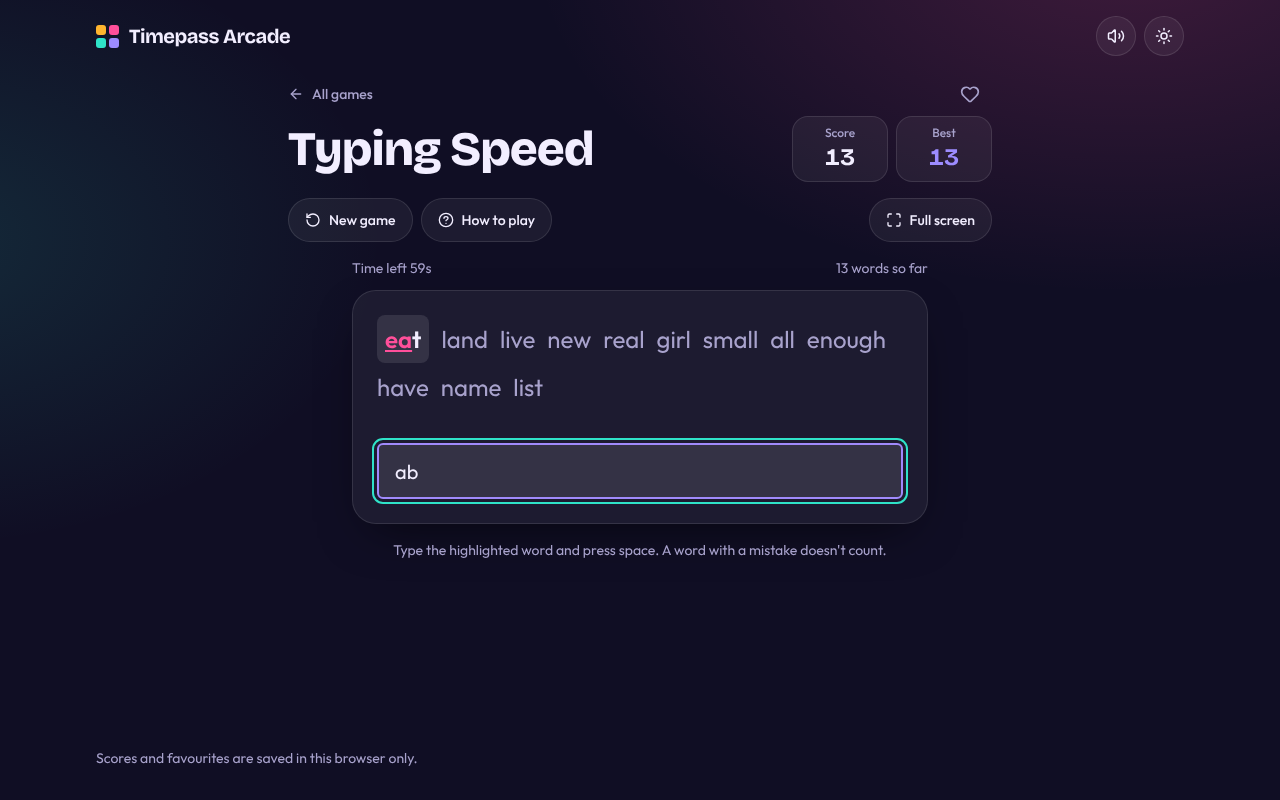 Timepass Arcade
All games
Typing Speed
Score
13
Best
13
New game
How to play
Full screen
Time left 59s
13 words so far
eat land live new real girl small all enough
have name list
ab
Type the highlighted word and press space. A word with a mistake doesn't count.
Scores and favourites are saved in this browser only.